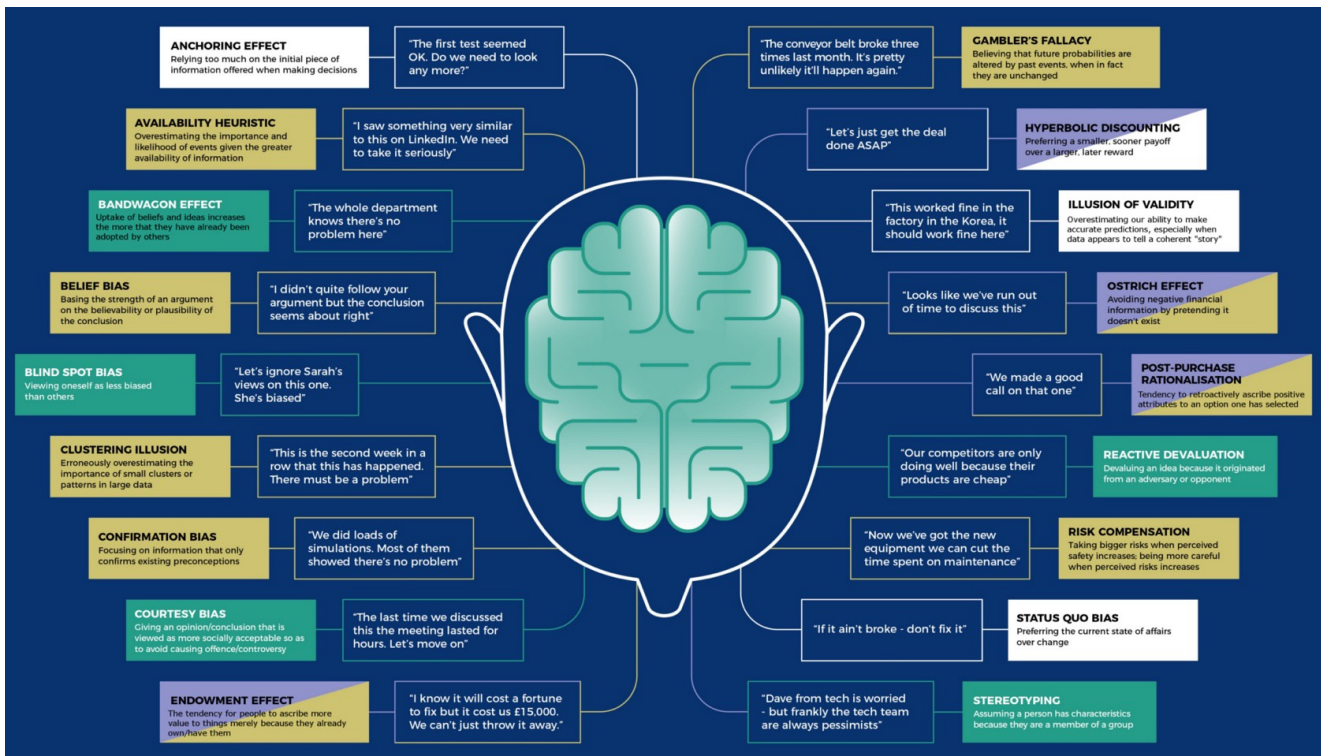 ANCHORING EFFECT
Relying too much on the initial piece of
information offered when making decisions
“The first test seemed
OK. Do we need to look
any more?”
AVAILABILITY HEURISTIC
Overestimating the importance and
likelihood of events given the greater
availability of information
“I saw something very similar
to this on LinkedIn. We need
to take it seriously”
BANDWAGON EFFECT
Uptake of beliefs and ideas increases
the more that they have already been
adopted by others
“The whole department
knows there's no
problem here”
BELIEF BIAS
Basing the strength of an argument
on the believability or plausibility of
the conclusion
“I didn't quite follow your
argument but the conclusion
seems about right”
BLIND SPOT BIAS
Viewing oneself as less biased
than others
“Let's ignore Sarah's
views on this one.
She's biased”
CLUSTERING ILLUSION
Erroneously overestimating the
importance of small clusters or
patterns in large data
“This is the second week in a
row that this has happened.
There must be a problem”
CONFIRMATION BIAS
Focusing on information that only
confirms existing preconceptions
“We did loads of
simulations. Most of them
showed there's no problem”
COURTESY BIAS
Giving an opinion/conclusion that is
viewed as more socially acceptable so as
to avoid causing offence/controversy
“The last time we discussed
this the meeting lasted for
hours. Let's move on”
ENDOWMENT EFFECT
The tendency for people to ascribe more
value to things merely because they already
own/have them
“I know it will cost a fortune
to fix but it cost us £15,000.
We can't just throw it away.”
“The conveyor belt broke three
times last month. It's pretty
unlikely it'll happen again.”
GAMBLER'S FALLACY
Believing that future probabilities are
altered by past events, when in fact
they are unchanged
“Let's just get the deal
done ASAP”
HYPERBOLIC DISCOUNTING
Preferring a smaller, sooner payoff
over a larger, later reward
“This worked fine in the
factory in the Korea, it
should work fine here”
ILLUSION OF VALIDITY
Overestimating our ability to make
accurate predictions, especially when
data appears to tell a coherent “story”
“Looks like we've run out
of time to discuss this”
OSTRICH EFFECT
Avoiding negative financial
information by pretending it
doesn't exist
“We made a good
call on that one”
POST-PURCHASE
RATIONALISATION
Tendency to retroactively ascribe positive
attributes to an option one has selected
“Our competitors are only
doing well because their
products are cheap”
REACTIVE DEVALUATION
Devaluing an idea because it originated
from an adversary or opponent
“Now we've got the new
equipment we can cut the
time spent on maintenance”
RISK COMPENSATION
Taking bigger risks when perceived
safety increases; being more careful
when perceived risks increases
“If it ain't broke - don't fix it”
STATUS QUO BIAS
Preferring the current state of affairs
over change
“Dave from tech is worried
- but frankly the tech team
are always pessimists”
STEREOTYPING
Assuming a person has characteristics
because they are a member of a group